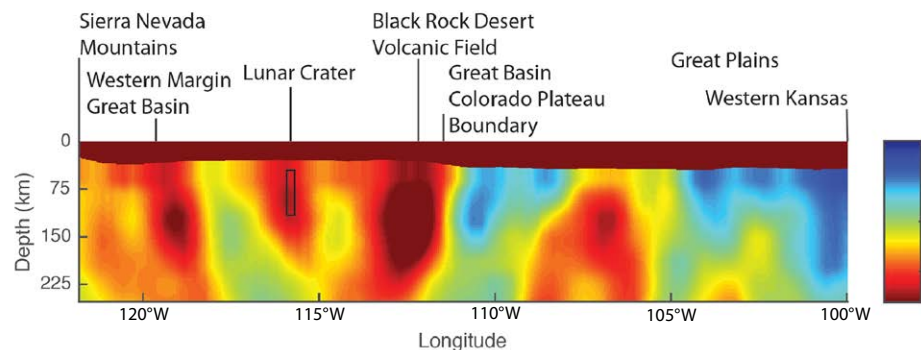 Sierra Nevada
Mountains
Western Margin
Great Basin
Lunar Crater
Black Rock Desert
Volcanic Field
Great Basin
Colorado Plateau
Boundary
Great Plains
Western Kansas
0
75
150
225
Depth (km)
120°W
115°W
110°W
105°W
100°W
Longitude